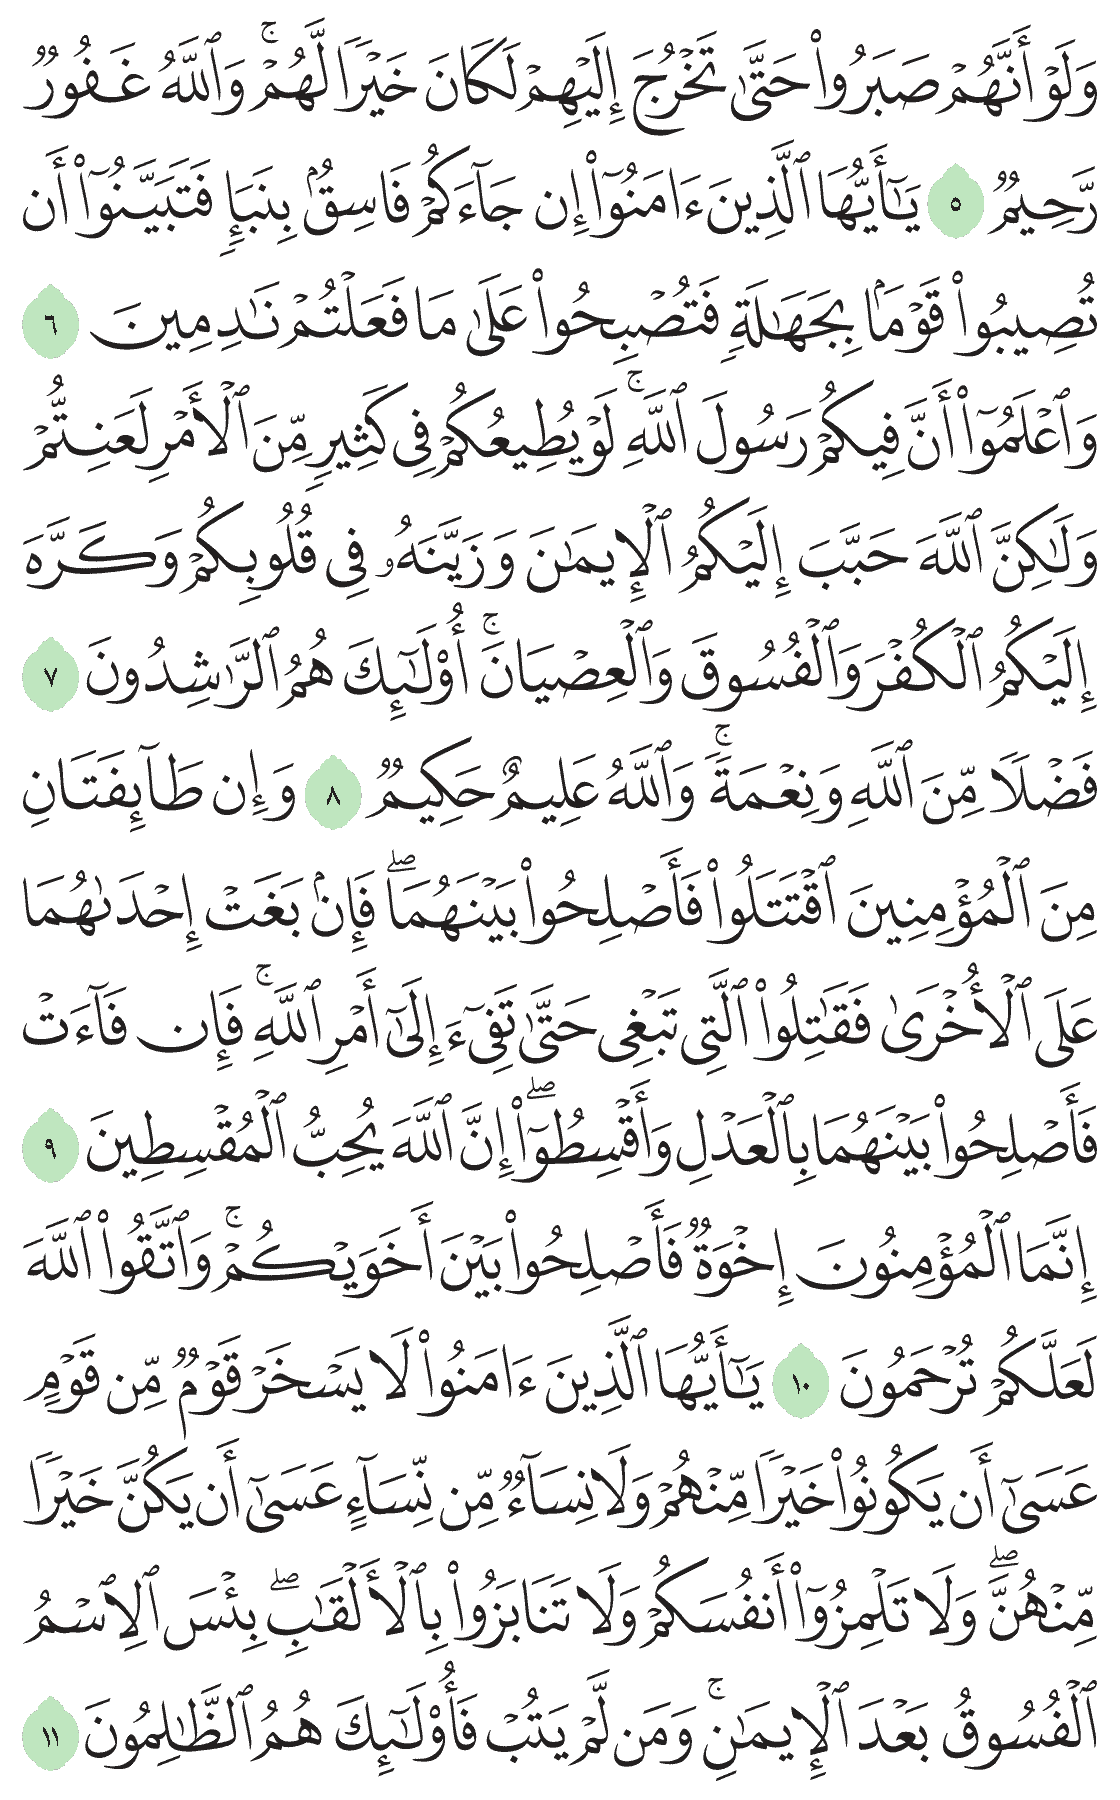 وَلَوْ أَنَّهُمْ صَبَرُوا۟ حَتَّىٰ تَخْرُجَ إِلَيْهِمْ لَكَانَ خَيْرًا لَّهُمْ ۚ وَٱللَّهُ غَفُورٌ
رَّحِيمٌ ٥ يَـٰٓأَيُّهَا ٱلَّذِينَ ءَامَنُوٓا۟ إِن جَآءَكُمْ فَاسِقٌۢ بِنَبَإٍ فَتَبَيَّنُوٓا۟ أَن
تُصِيبُوا۟ قَوْمًۢا بِجَهَـٰلَةٍ فَتُصْبِحُوا۟ عَلَىٰ مَا فَعَلْتُمْ نَـٰدِمِينَ ٦
وَٱعْلَمُوٓا۟ أَنَّ فِيكُمْ رَسُولَ ٱللَّهِ ۚ لَوْ يُطِيعُكُمْ فِى كَثِيرٍ مِّنَ ٱلْأَمْرِ لَعَنِتُّمْ
وَلَـٰكِنَّ ٱللَّهَ حَبَّبَ إِلَيْكُمُ ٱلْإِيمَـٰنَ وَزَيَّنَهُۥ فِى قُلُوبِكُمْ وَكَرَّهَ
إِلَيْكُمُ ٱلْكُفْرَ وَٱلْفُسُوقَ وَٱلْعِصْيَانَ ۚ أُو۟لَـٰٓئِكَ هُمُ ٱلرَّٰشِدُونَ ٧
فَضْلًا مِّنَ ٱللَّهِ وَنِعْمَةً ۚ وَٱللَّهُ عَلِيمٌ حَكِيمٌ ٨ وَإِن طَآئِفَتَانِ
مِنَ ٱلْمُؤْمِنِينَ ٱقْتَتَلُوا۟ فَأَصْلِحُوا۟ بَيْنَهُمَا ۖ فَإِنۢ بَغَتْ إِحْدَىٰهُمَا
عَلَى ٱلْأُخْرَىٰ فَقَـٰتِلُوا۟ ٱلَّتِى تَبْغِى حَتَّىٰ تَفِىٓءَ إِلَىٰٓ أَمْرِ ٱللَّهِ ۚ فَإِن فَآءَتْ
فَأَصْلِحُوا۟ بَيْنَهُمَا بِٱلْعَدْلِ وَأَقْسِطُوٓا۟ ۖ إِنَّ ٱللَّهَ يُحِبُّ ٱلْمُقْسِطِينَ ٩
إِنَّمَا ٱلْمُؤْمِنُونَ إِخْوَةٌ فَأَصْلِحُوا۟ بَيْنَ أَخَوَيْكُمْ ۚ وَٱتَّقُوا۟ ٱللَّهَ
لَعَلَّكُمْ تُرْحَمُونَ ١٠ يَـٰٓأَيُّهَا ٱلَّذِينَ ءَامَنُوا۟ لَا يَسْخَرْ قَوْمٌ مِّن قَوْمٍ
عَسَىٰٓ أَن يَكُونُوا۟ خَيْرًا مِّنْهُمْ وَلَا نِسَآءٌ مِّن نِّسَآءٍ عَسَىٰٓ أَن يَكُنَّ خَيْرًا
مِّنْهُنَّ ۖ وَلَا تَلْمِزُوٓا۟ أَنفُسَكُمْ وَلَا تَنَابَزُوا۟ بِٱلْأَلْقَـٰبِ ۖ بِئْسَ ٱلِٱسْمُ
ٱلْفُسُوقُ بَعْدَ ٱلْإِيمَـٰنِ ۚ وَمَن لَّمْ يَتُبْ فَأُو۟لَـٰٓئِكَ هُمُ ٱلظَّـٰلِمُونَ ١١